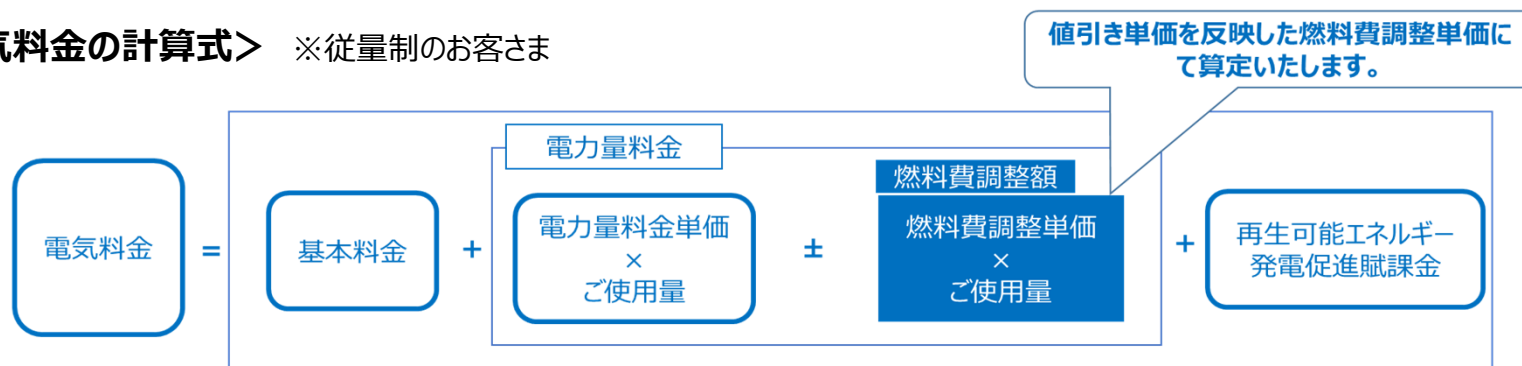 気料金の計算式＞ ※従量制のお客さま
値引き単価を反映した燃料費調整単価に
て算定いたします。
電気料金
＝
基本料金
＋
電力量料金
電力量料金単価
×
ご使用量
±
燃料費調整額
燃料費調整単価
×
ご使用量
＋
再生可能エネルギー
発電促進賦課金